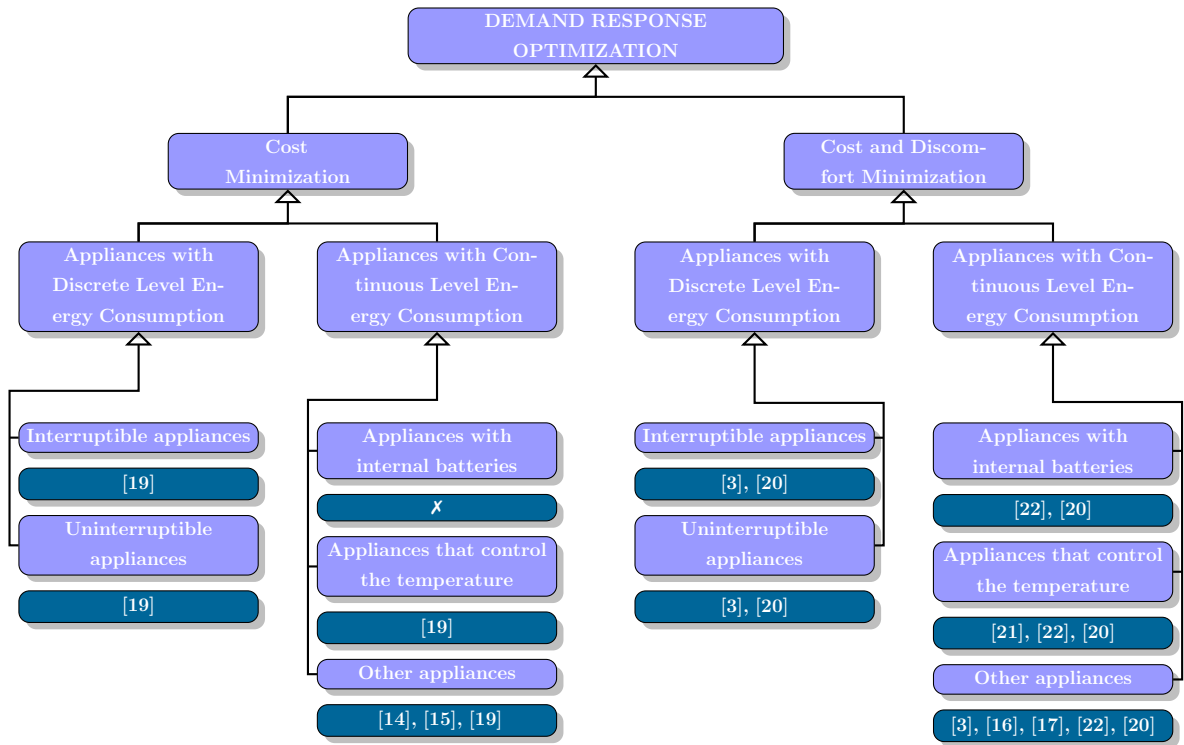 DEMAND RESPONSE
OPTIMIZATION
Cost
Minimization
Cost and Discom-
fort Minimization
Appliances with
Discrete Level En-
ergy Consumption
Appliances with Con-
tinuous Level En-
ergy Consumption
Appliances with
Discrete Level En-
ergy Consumption
Appliances with Con-
tinuous Level En-
ergy Consumption
Interruptible appliances
[19]
Uninterruptible
appliances
[19]
Appliances with
internal batteries
✗
Appliances that control
the temperature
[19]
Other appliances
[14], [15], [19]
Interruptible appliances
[3], [20]
Uninterruptible
appliances
[3], [20]
Appliances with
internal batteries
[22], [20]
Appliances that control
the temperature
[21], [22], [20]
Other appliances
[3], [16], [17], [22], [20]